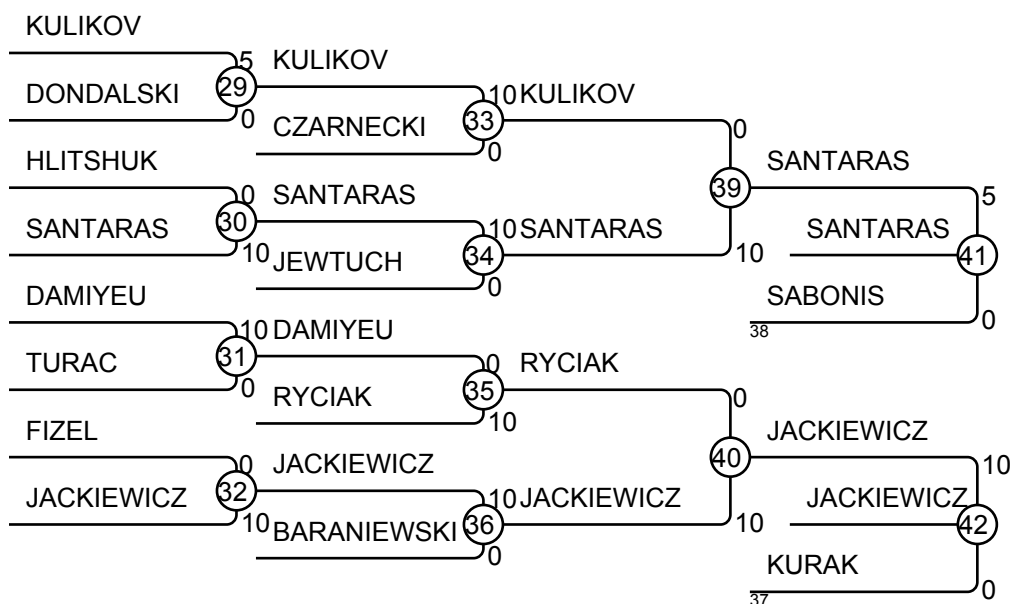 KULIKOV
5 KULIKOV
29
DONDALSKI
10 KULIKOV
0
CZARNECKI
33
0
0
HLITSHUK
SANTARAS
0
SANTARAS
39
30
5
SANTARAS
10 SANTARAS
SANTARAS
10
JEWTUCH
34
10
41
0
DAMIYEU
SABONIS
10 DAMIYEU
0
38
31
TURAC
0 RYCIAK
0
RYCIAK
35
0
10
FIZEL
JACKIEWICZ
0
JACKIEWICZ
40
10
32
JACKIEWICZ
10 JACKIEWICZ
JACKIEWICZ
10
BARANIEWSKI
36
10
42
0
KURAK
0
37